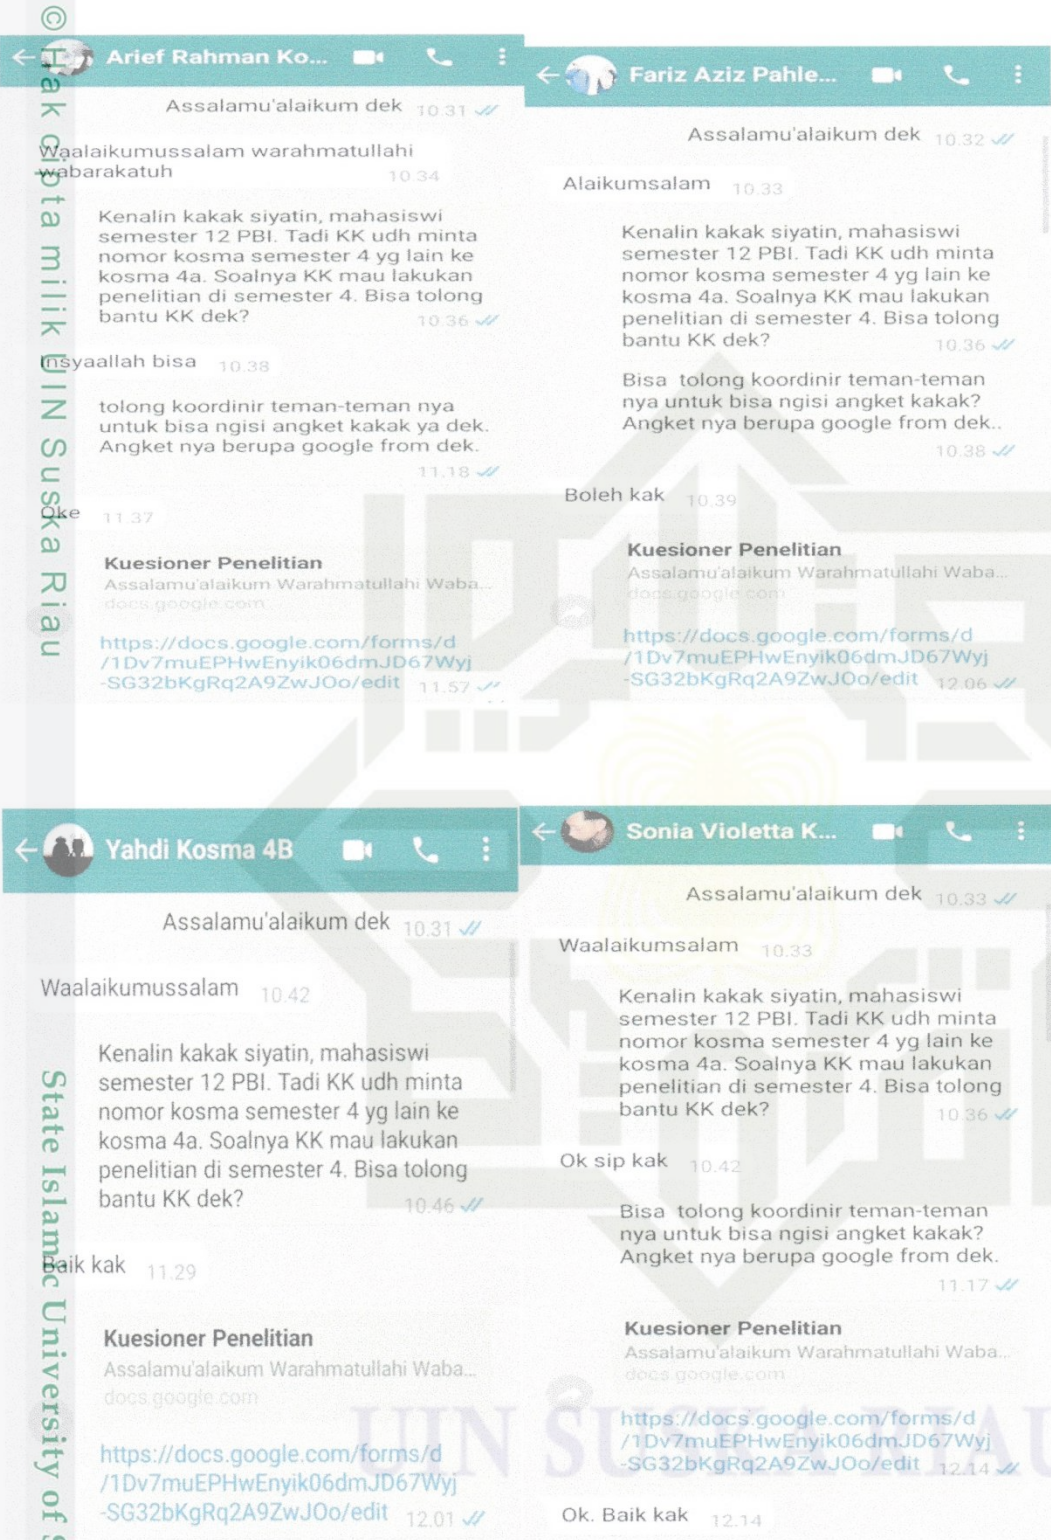 © Hak cipta milik UIN Suska Riau
State Islamic University of S
Arief Rahman Ko...
Assalamu'alaikum dek 10.31
Waalaikumussalam warahmatullahi
wabarakatuh 10.34
Kenalin kakak siyatin, mahasiswi
semester 12 PBI. Tadi KK udh minta
nomor kosma semester 4 yg lain ke
kosma 4a. Soalnya KK mau lakukan
penelitian di semester 4. Bisa tolong
bantu KK dek? 10.36
Insyaallah bisa 10.38
tolong koordinir teman-teman nya
untuk bisa ngisi angket kakak ya dek.
Angket nya berupa google from dek.
11.18
Oke 11.37
Kuesioner Penelitian
Assalamu'alaikum Warahmatullahi Waba...
docs.google.com
https://docs.google.com/forms/d
/1Dv7muEPHwEnyik06dmJD67Wyj
-SG32bKgRq2A9ZwJOo/edit 11.57
Fariz Aziz Pahle...
Assalamu'alaikum dek 10.32
Alaikumsalam 10.33
Kenalin kakak siyatin, mahasiswi
semester 12 PBI. Tadi KK udh minta
nomor kosma semester 4 yg lain ke
kosma 4a. Soalnya KK mau lakukan
penelitian di semester 4. Bisa tolong
bantu KK dek? 10.36
Bisa tolong koordinir teman-teman
nya untuk bisa ngisi angket kakak?
Angket nya berupa google from dek..
10.38
Boleh kak 10.39
Kuesioner Penelitian
Assalamu'alaikum Warahmatullahi Waba...
docs.google.com
https://docs.google.com/forms/d
/1Dv7muEPHwEnyik06dmJD67Wyj
-SG32bKgRq2A9ZwJOo/edit 12.06
Yahdi Kosma 4B
Assalamu'alaikum dek 10.31
Waalaikumussalam 10.42
Kenalin kakak siyatin, mahasiswi
semester 12 PBI. Tadi KK udh minta
nomor kosma semester 4 yg lain ke
kosma 4a. Soalnya KK mau lakukan
penelitian di semester 4. Bisa tolong
bantu KK dek? 10.46
Baik kak 11.29
Kuesioner Penelitian
Assalamu'alaikum Warahmatullahi Waba...
docs.google.com
https://docs.google.com/forms/d
/1Dv7muEPHwEnyik06dmJD67Wyj
-SG32bKgRq2A9ZwJOo/edit 12.01
Sonia Violetta K...
Assalamu'alaikum dek 10.33
Waalaikumsalam 10.33
Kenalin kakak siyatin, mahasiswi
semester 12 PBI. Tadi KK udh minta
nomor kosma semester 4 yg lain ke
kosma 4a. Soalnya KK mau lakukan
penelitian di semester 4. Bisa tolong
bantu KK dek? 10.36
Ok sip kak 10.42
Bisa tolong koordinir teman-teman
nya untuk bisa ngisi angket kakak?
Angket nya berupa google from dek.
11.17
Kuesioner Penelitian
Assalamu'alaikum Warahmatullahi Waba...
docs.google.com
https://docs.google.com/forms/d
/1Dv7muEPHwEnyik06dmJD67Wyj
-SG32bKgRq2A9ZwJOo/edit 12.14
Ok. Baik kak 12.14
UIN SUSKA RIAU